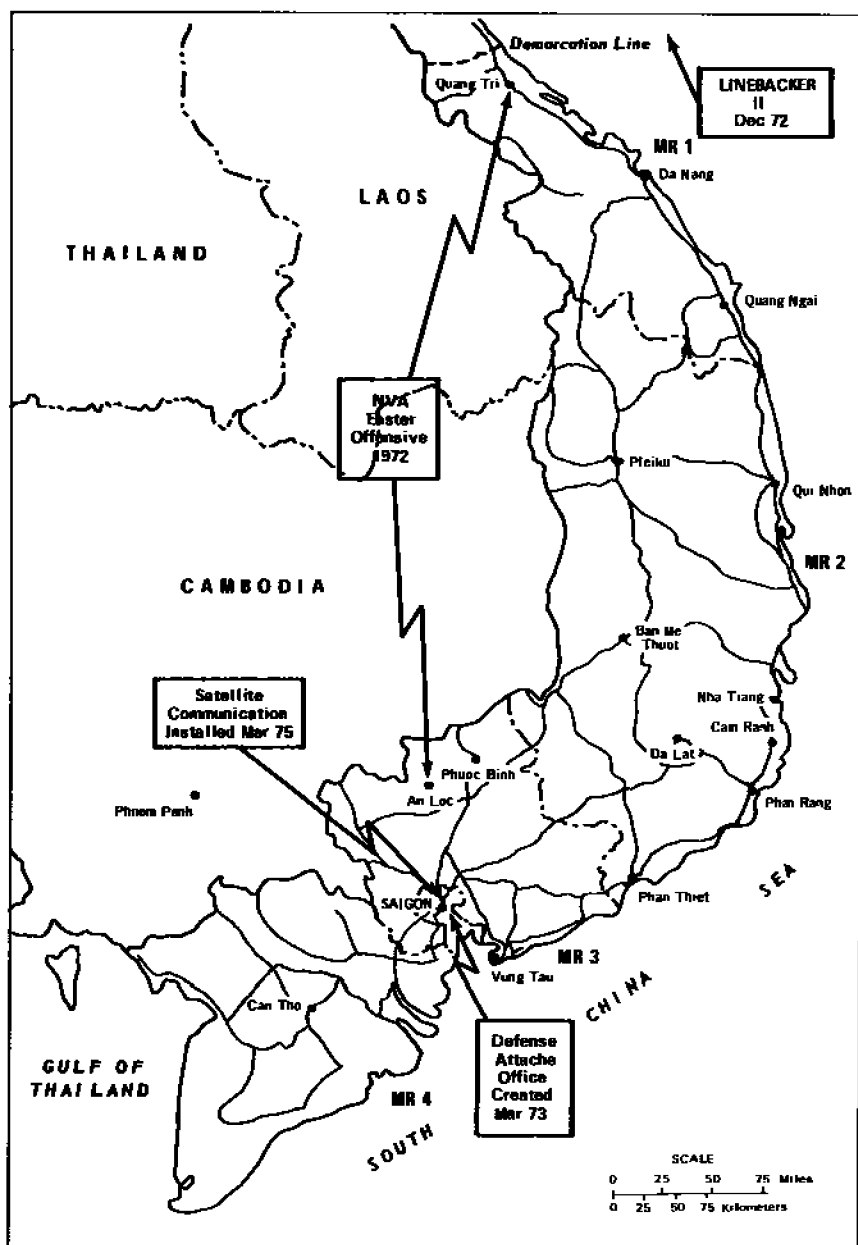 Demarcation Line
Quang Tri
LINEBACKER
II
Dec 72
MR 1
Da Nang
LAOS
THAILAND
Quang Ngai
NVA
Easter
Offensive
1972
Pleiku
Qui Nhon
MR 2
CAMBODIA
Ban Me
Thuot
Satellite
Communication
Installed Mar 75
Nha Trang
Cam Ranh
Da Lat
Phuoc Binh
An Loc
Phnom Penh
Phan Rang
SEA
Phan Thiet
SAIGON
MR 3
Vung Tau
CHINA
Can Tho
Defense
Attache
Office
Created
Mar 73
GULF OF
THAILAND
MR 4
SOUTH
SCALE
0 25 50 75 Miles
0 25 50 75 Kilometers